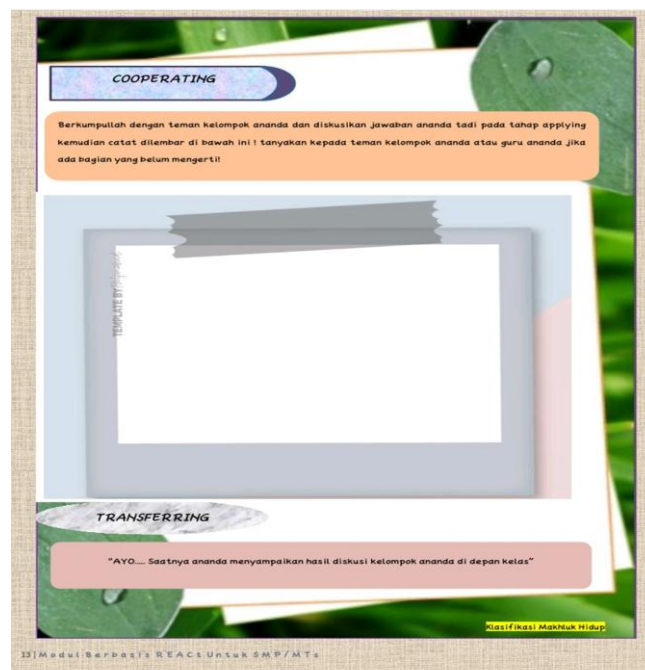 COOPERATING
Berkumpullah dengan teman kelompok ananda dan diskusikan jawaban ananda tadi pada tahap applying
kemudian catat dilembar di bawah ini ! tanyakan kepada teman kelompok ananda atau guru ananda jika
ada bagian yang belum mengerti!
TEMPLATE BY
TRANSFERRING
"AYO.... Saatnya ananda menyampaikan hasil diskusi kelompok ananda di depan kelas"
Klasifikasi Makhluk Hidup
13|Modul Berbasis REACt Untuk SMP/MTs